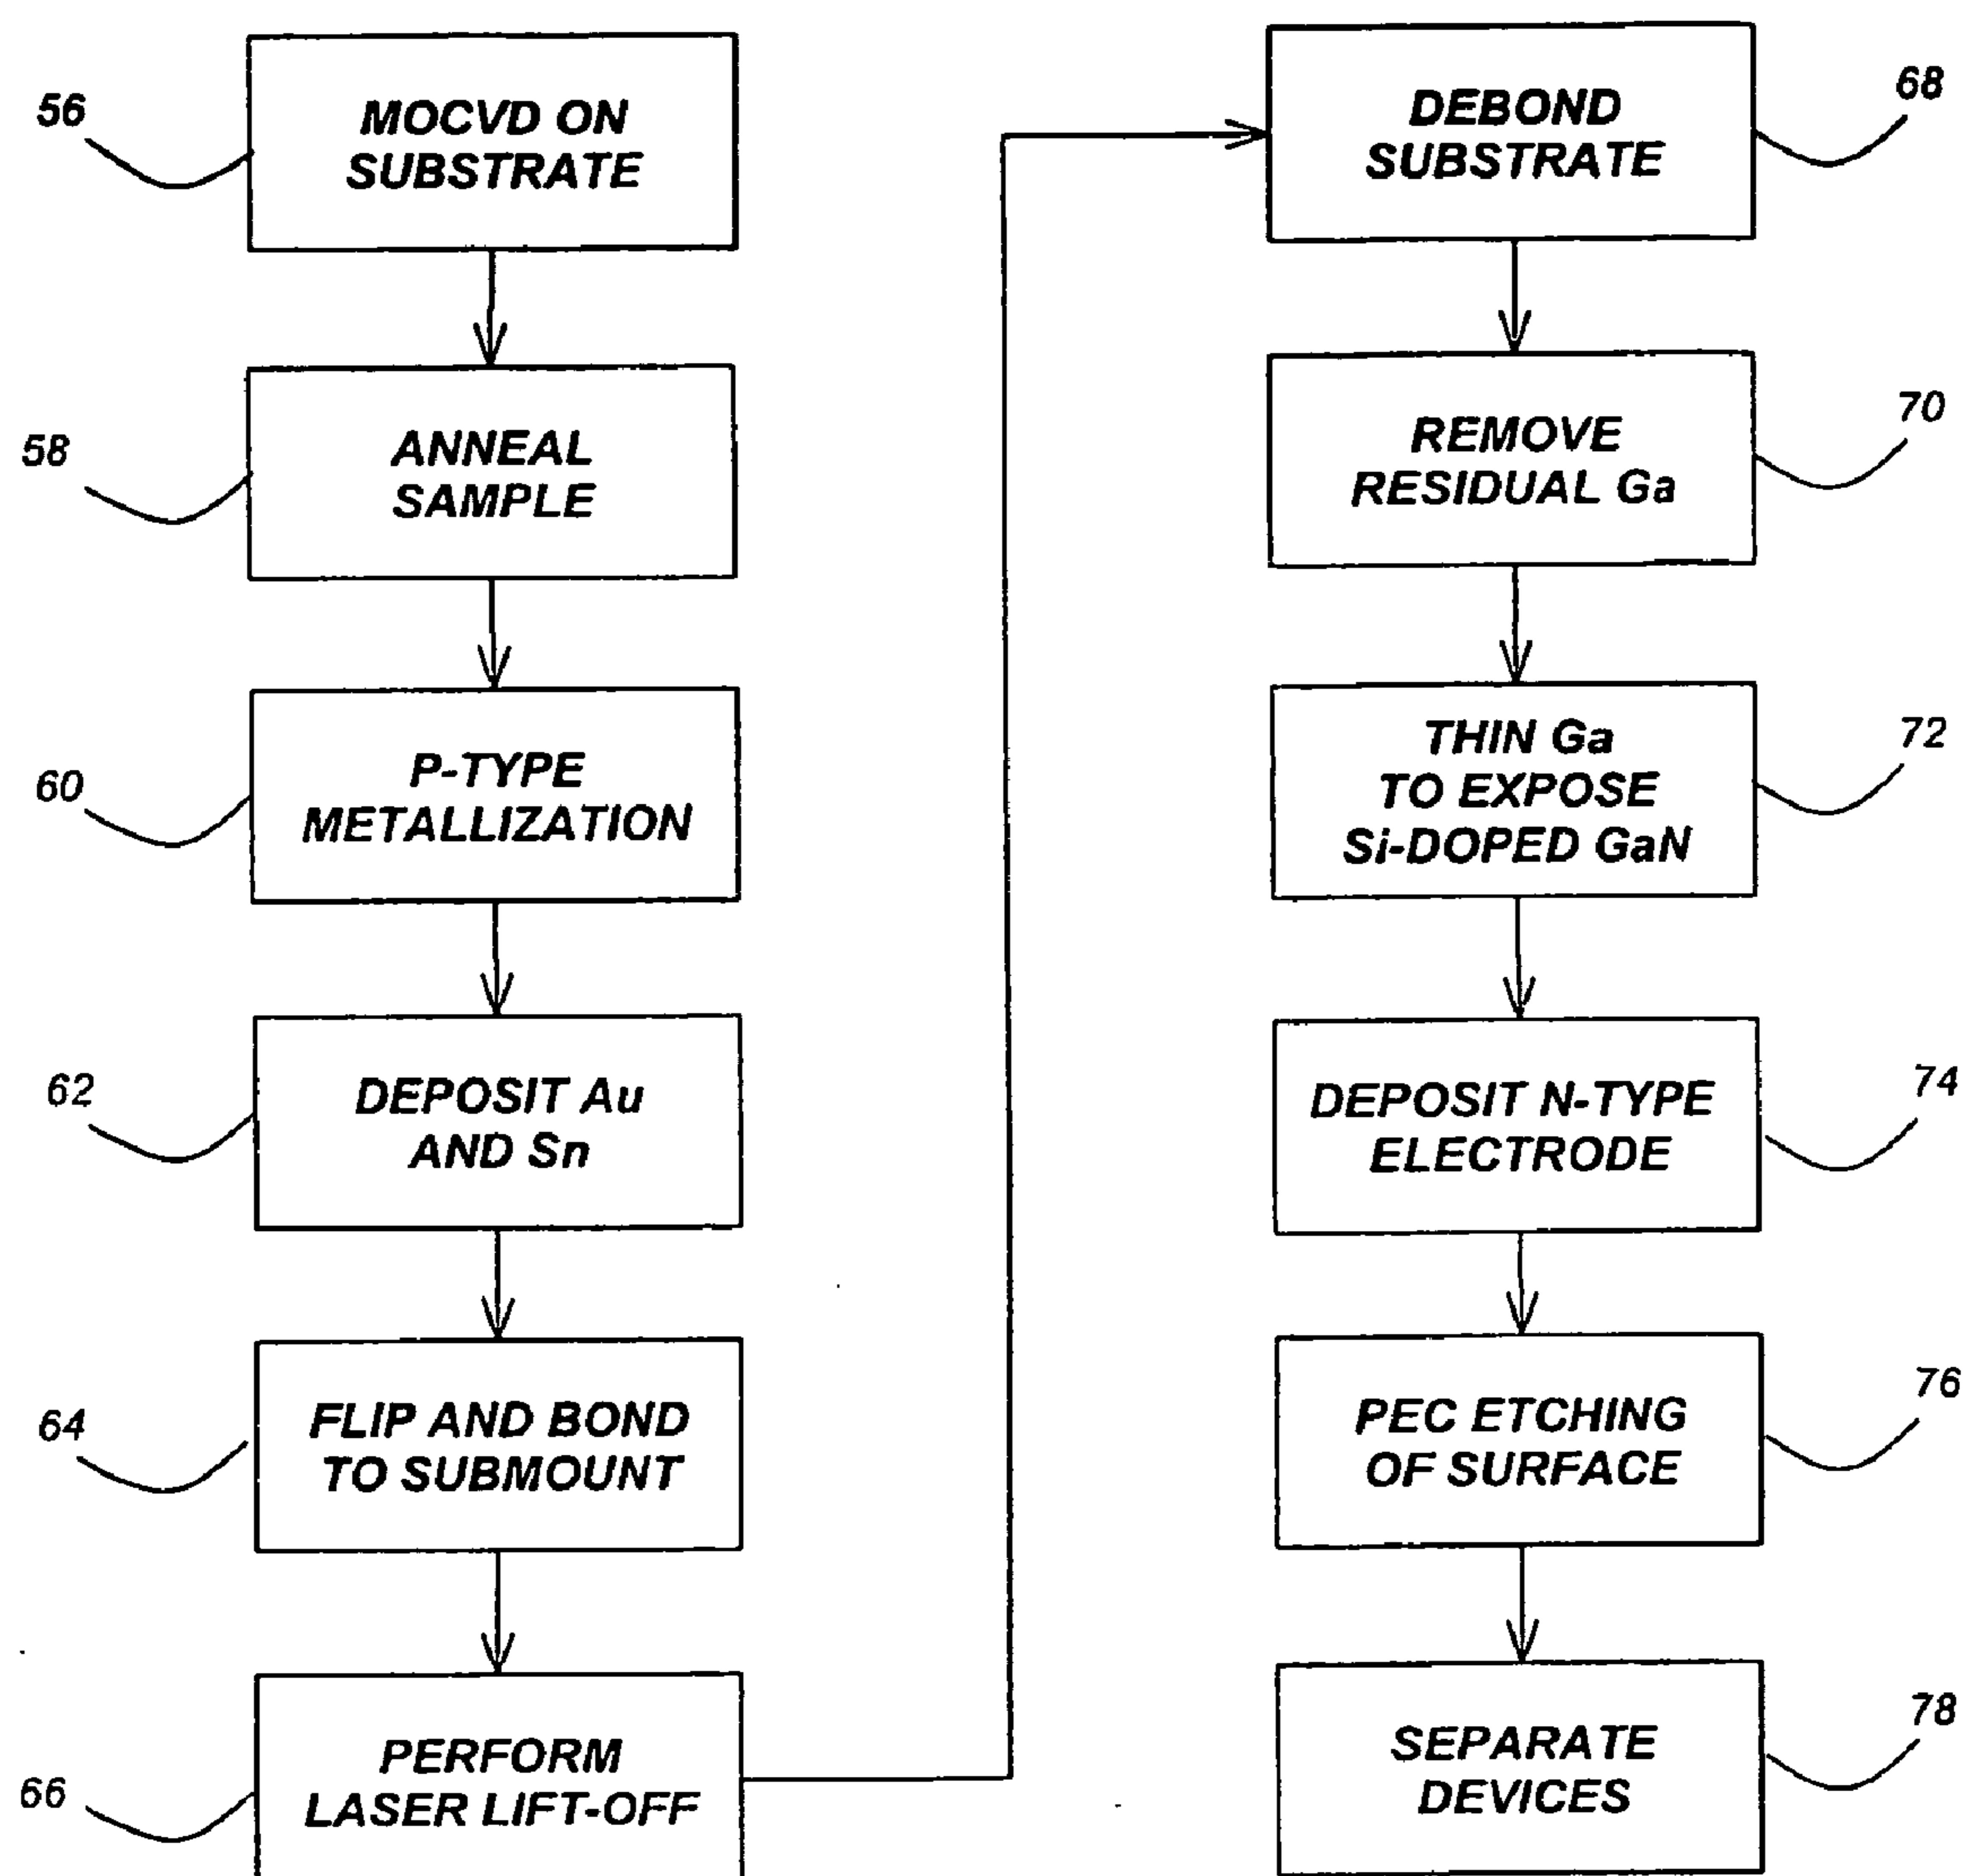 56
MOCVD ON
SUBSTRATE
58
ANNEAL
SAMPLE
60
P-TYPE
METALLIZATION
62
DEPOSIT Au
AND Sn
64
FLIP AND BOND
TO SUBMOUNT
66
PERFORM
LASER LIFT-OFF
68
DEBOND
SUBSTRATE
70
REMOVE
RESIDUAL Ga
72
THIN Ga
TO EXPOSE
Si-DOPED GaN
74
DEPOSIT N-TYPE
ELECTRODE
76
PEC ETCHING
OF SURFACE
78
SEPARATE
DEVICES